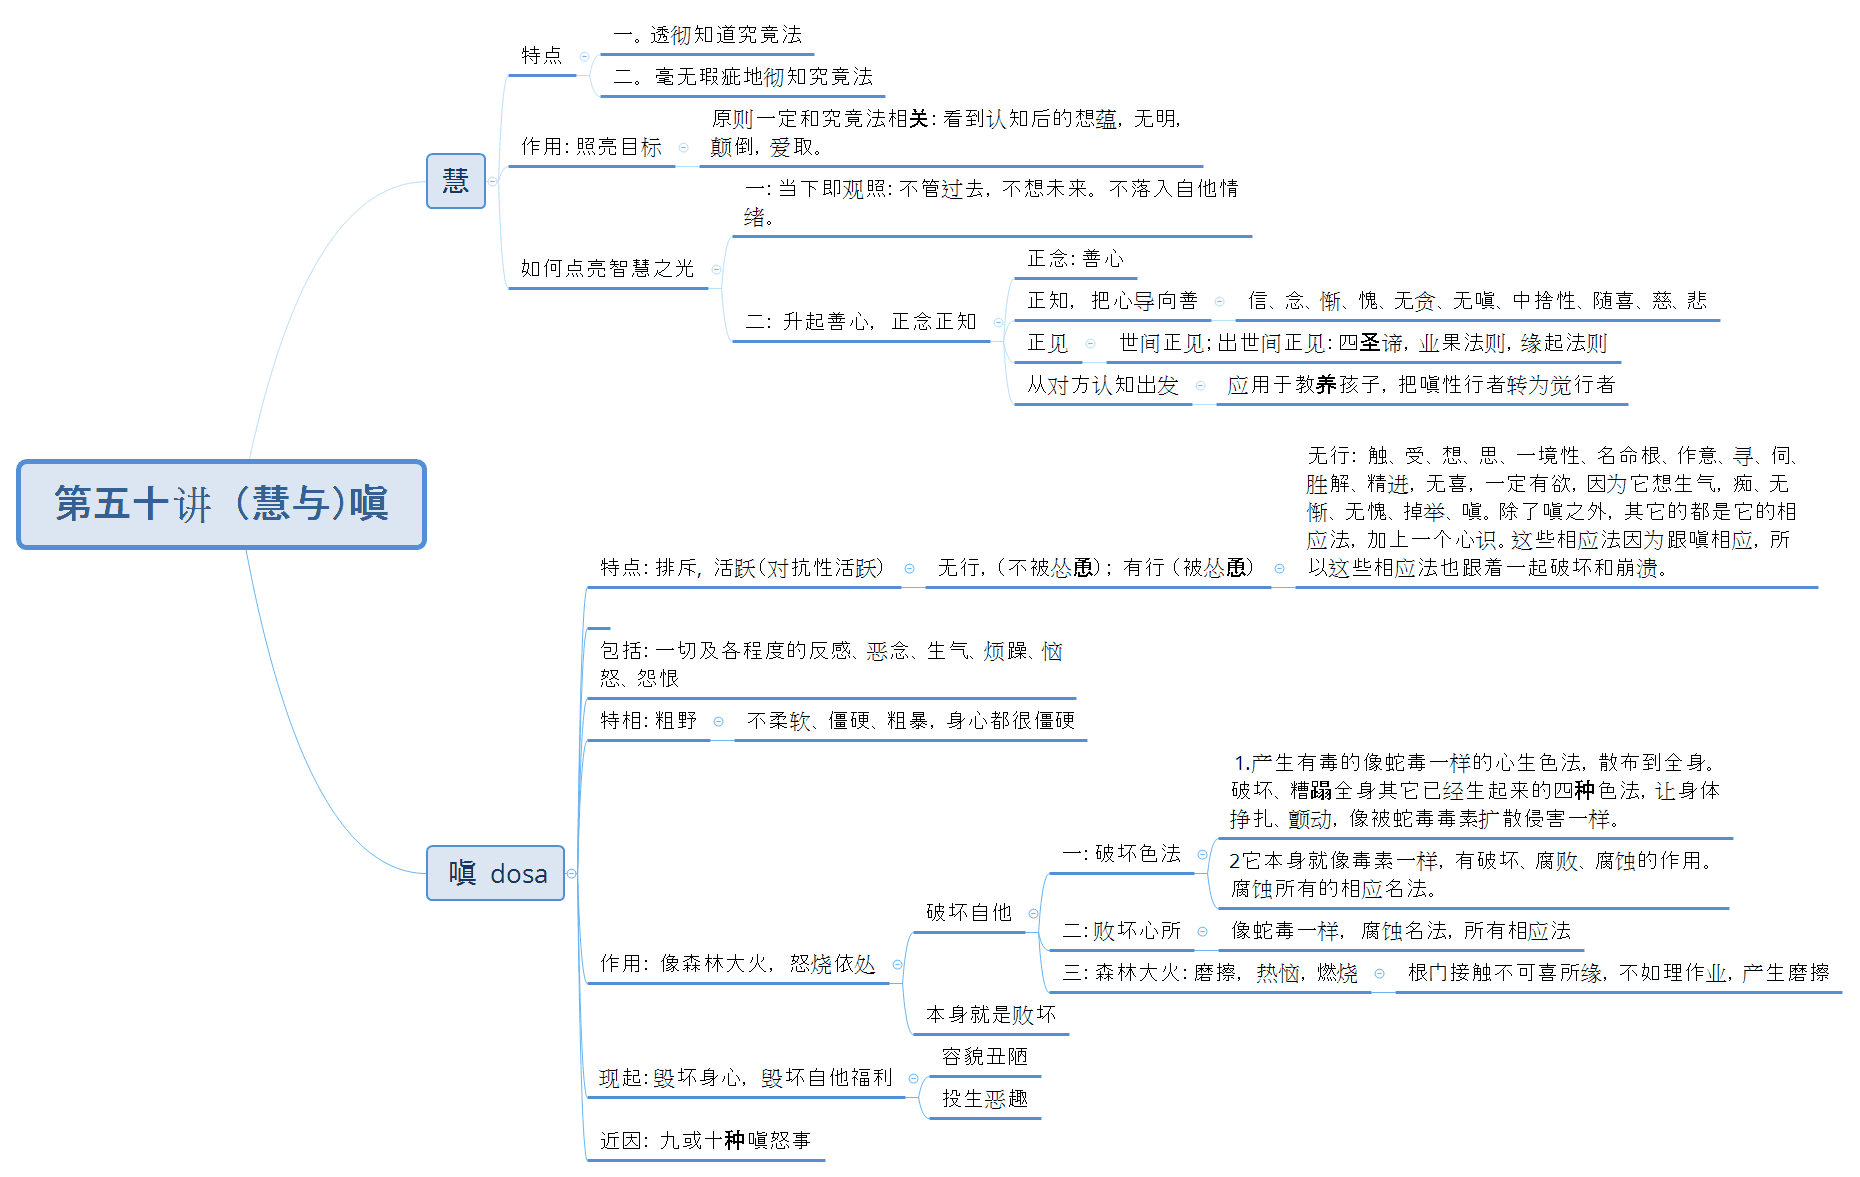 第五十讲（慧与）嗔
慧
特点
一。透彻知道究竟法
二。毫无瑕疵地彻知究竟法
作用：照亮目标
原则一定和究竟法相关：看到认知后的想蕴，无明，
颠倒，爱取。
如何点亮智慧之光
一：当下即观照：不管过去，不想未来。不落入自他情
绪。
二：升起善心，正念正知
正念：善心
正知，把心导向善
信、念、惭、愧、无贪、无嗔、中捨性、随喜、慈、悲
正见
世间正见；出世间正见：四圣谛，业果法则，缘起法则
从对方认知出发
应用于教养孩子，把嗔性行者转为觉行者
嗔 dosa
特点：排斥，活跃（对抗性活跃）
无行，（不被怂恿）；有行（被怂恿）
无行：触、受、想、思、一境性、名命根、作意、寻、伺、
胜解、精进，无喜，一定有欲，因为它想生气，痴、无
惭、无愧、掉举、嗔。除了嗔之外，其它的都是它的相
应法，加上一个心识。这些相应法因为跟嗔相应，所
以这些相应法也跟着一起破坏和崩溃。
包括：一切及各程度的反感、恶念、生气、烦躁、恼
怒、怨恨
特相：粗野
不柔软、僵硬、粗暴，身心都很僵硬
作用：像森林大火，怒烧依处
破坏自他
一：破坏色法
1.产生有毒的像蛇毒一样的心生色法，散布到全身。
破坏、糟蹋全身其它已经生起来的四种色法，让身体
挣扎、颤动，像被蛇毒毒素扩散侵害一样。
2它本身就像毒素一样，有破坏、腐败、腐蚀的作用。
腐蚀所有的相应名法。
二：败坏心所
像蛇毒一样，腐蚀名法，所有相应法
三：森林大火：磨擦，热恼，燃烧
根门接触不可喜所缘，不如理作业，产生磨擦
本身就是败坏
现起：毁坏身心，毁坏自他福利
容貌丑陋
投生恶趣
近因：九或十种嗔怒事